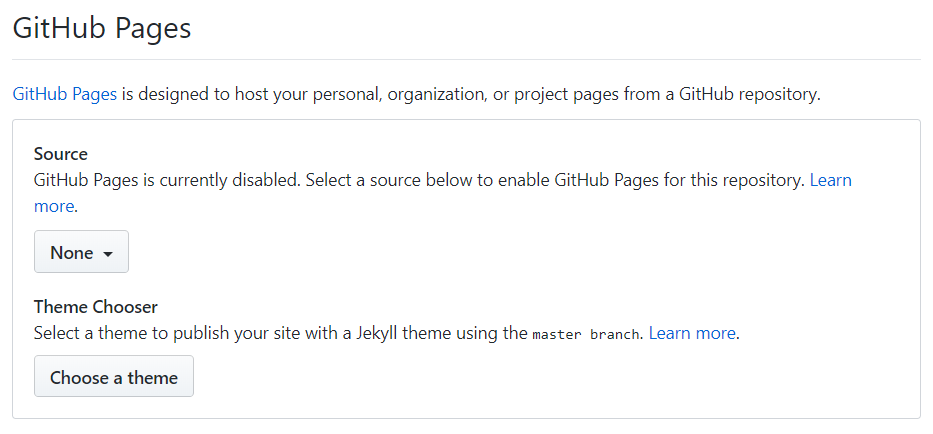 GitHub Pages
GitHub Pages is designed to host your personal, organization, or project pages from a GitHub repository.
Source
GitHub Pages is currently disabled. Select a source below to enable GitHub Pages for this repository. Learn
more.
None
Theme Chooser
Select a theme to publish your site with a Jekyll theme using the master branch. Learn more.
Choose a theme